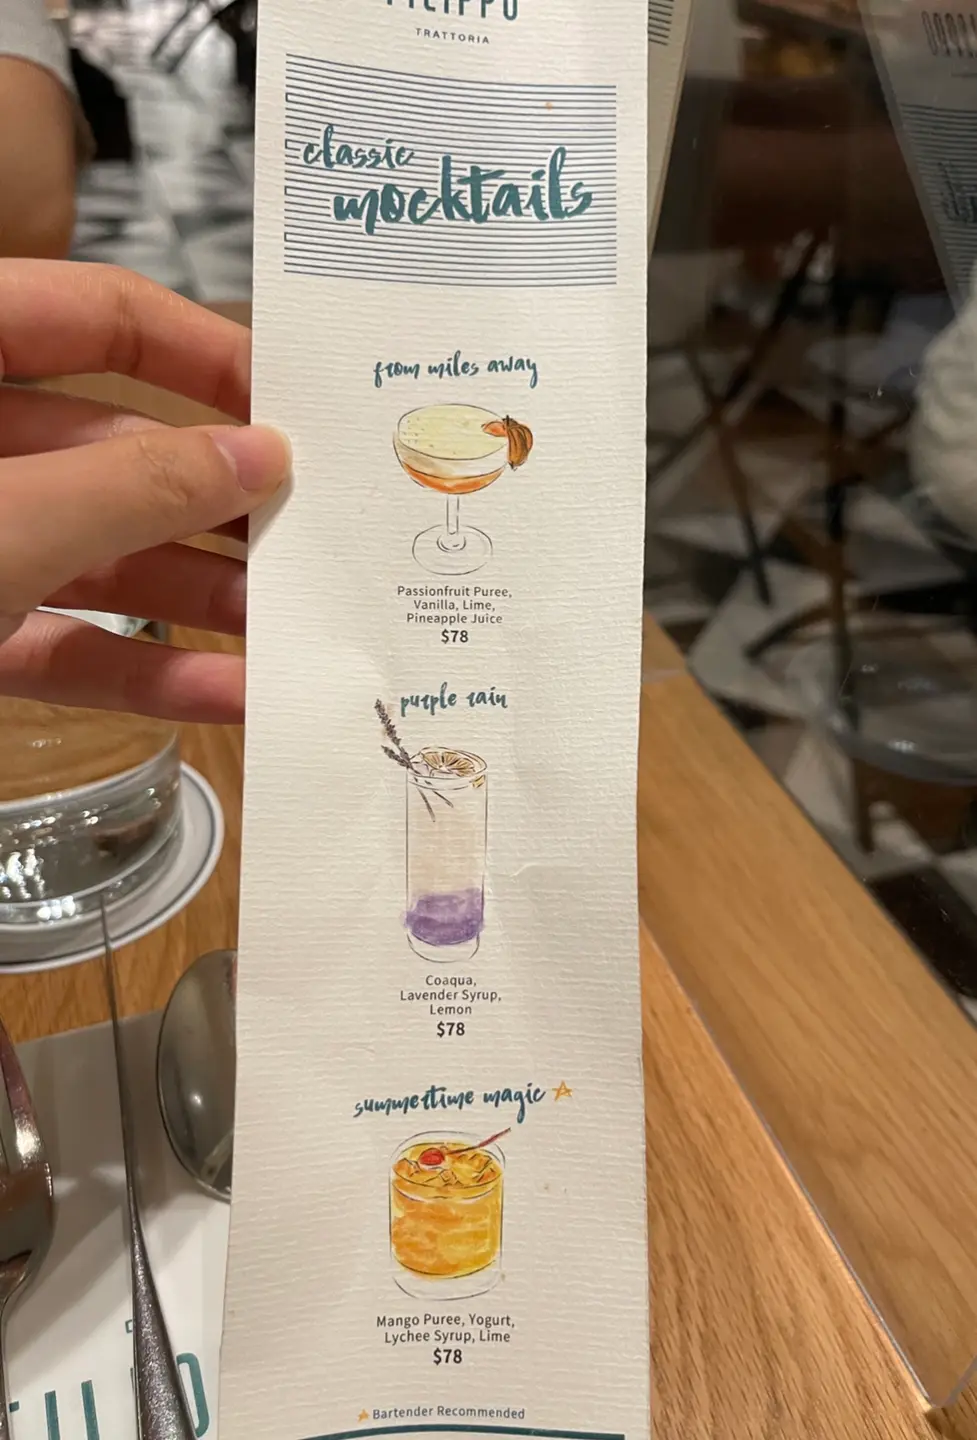 FILIPPO
TRATTORIA
classic
mocktails
from miles away
Passionfruit Puree,
Vanilla, Lime,
Pineapple Juice
$78
purple rain
Coaqua,
Lavender Syrup,
Lemon
$78
summertime magic
Mango Puree, Yogurt,
Lychee Syrup, Lime
$78
Bartender Recommended